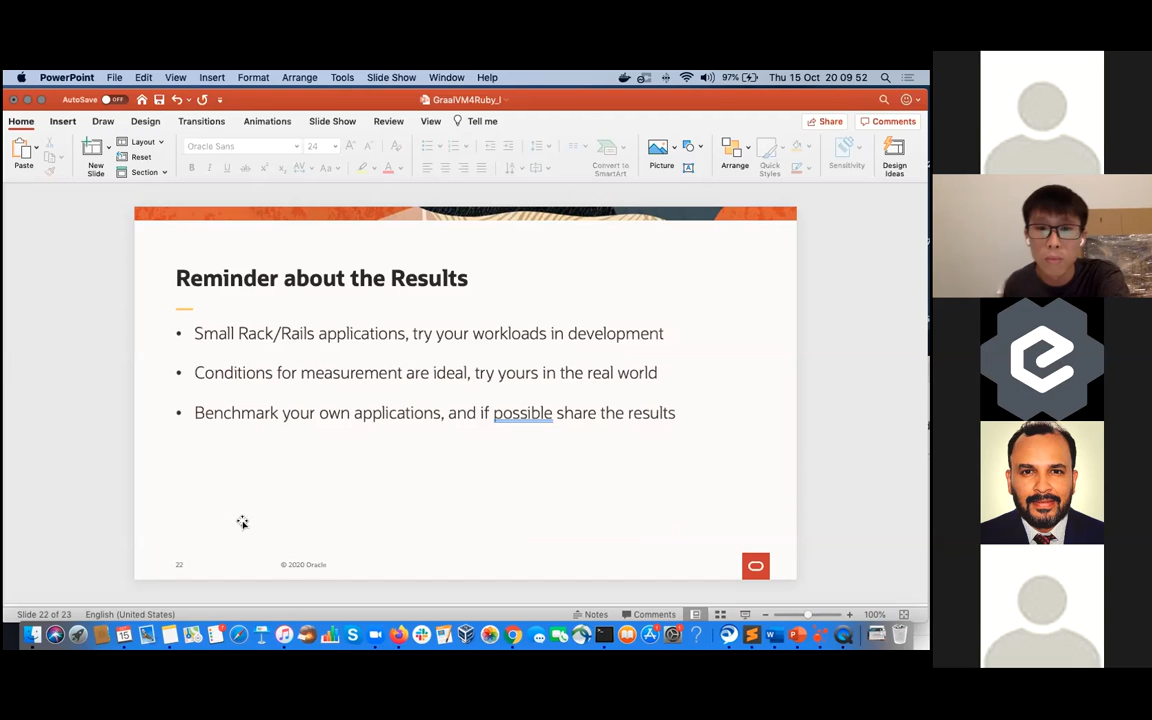 PowerPoint File Edit View Insert Format Arrange Tools Slide Show Window Help 97% Thu 15 Oct 20 09 52
AutoSave OFF GraalVM4Ruby_I
Home Insert Draw Design Transitions Animations Slide Show Review View Tell me Share Comments
Paste New Slide Layout Reset Section Oracle Sans 24 Convert to SmartArt Picture Arrange Quick Styles Sensitivity Design Ideas
Reminder about the Results
• Small Rack/Rails applications, try your workloads in development
• Conditions for measurement are ideal, try yours in the real world
• Benchmark your own applications, and if possible share the results
22 © 2020 Oracle
Slide 22 of 23 English (United States) Notes Comments 100%